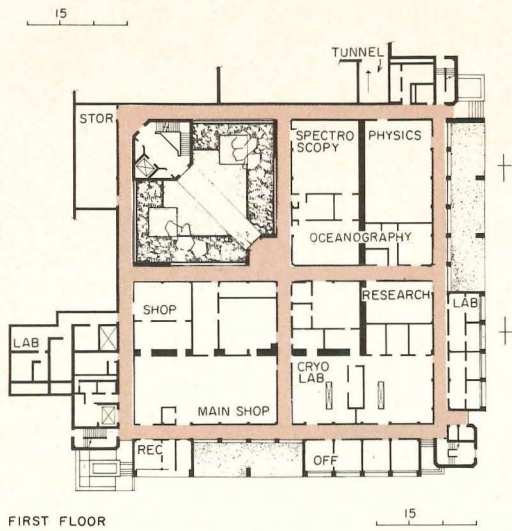 15
TUNNEL
STOR
SPECTRO
SCOPY
PHYSICS
OCEANOGRAPHY
SHOP
RESEARCH
LAB
LAB
CRYO
LAB
MAIN SHOP
REC
OFF
FIRST FLOOR
15